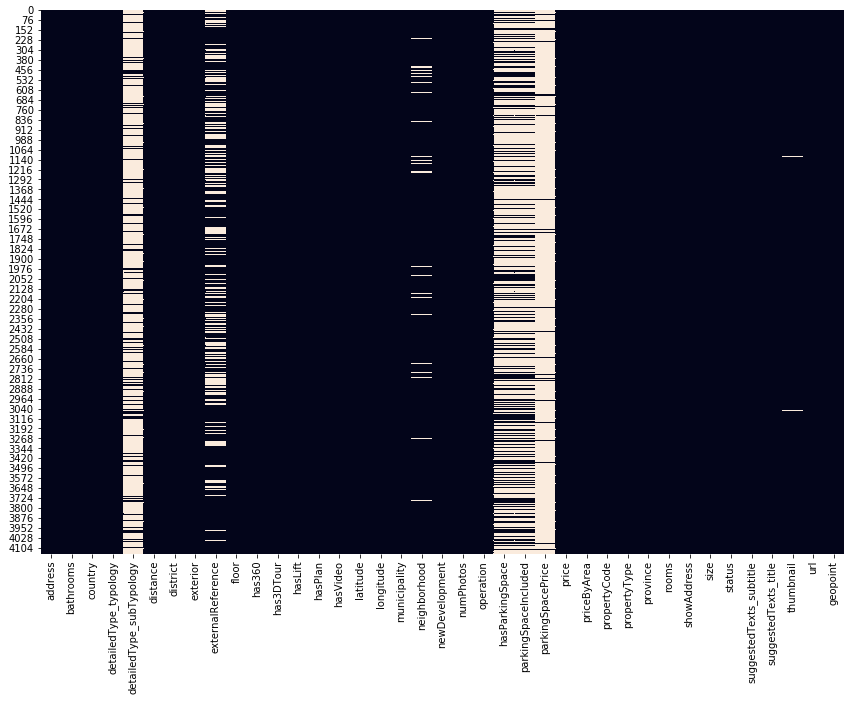 0
76
152
228
304
380
456
532
608
684
760
836
912
988
1064
1140
1216
1292
1368
1444
1520
1596
1672
1748
1824
1900
1976
2052
2128
2204
2280
2356
2432
2508
2584
2660
2736
2812
2888
2964
3040
3116
3192
3268
3344
3420
3496
3572
3648
3724
3800
3876
3952
4028
4104
address
bathrooms
country
detailedType_typology
detailedType_subTypology
distance
district
exterior
externalReference
floor
has360
has3DTour
hasLift
hasPlan
hasVideo
latitude
longitude
municipality
neighborhood
newDevelopment
numPhotos
operation
hasParkingSpace
parkingSpaceIncluded
parkingSpacePrice
price
priceByArea
propertyCode
propertyType
province
rooms
showAddress
size
status
suggestedTexts_subtitle
suggestedTexts_title
thumbnail
url
geopoint